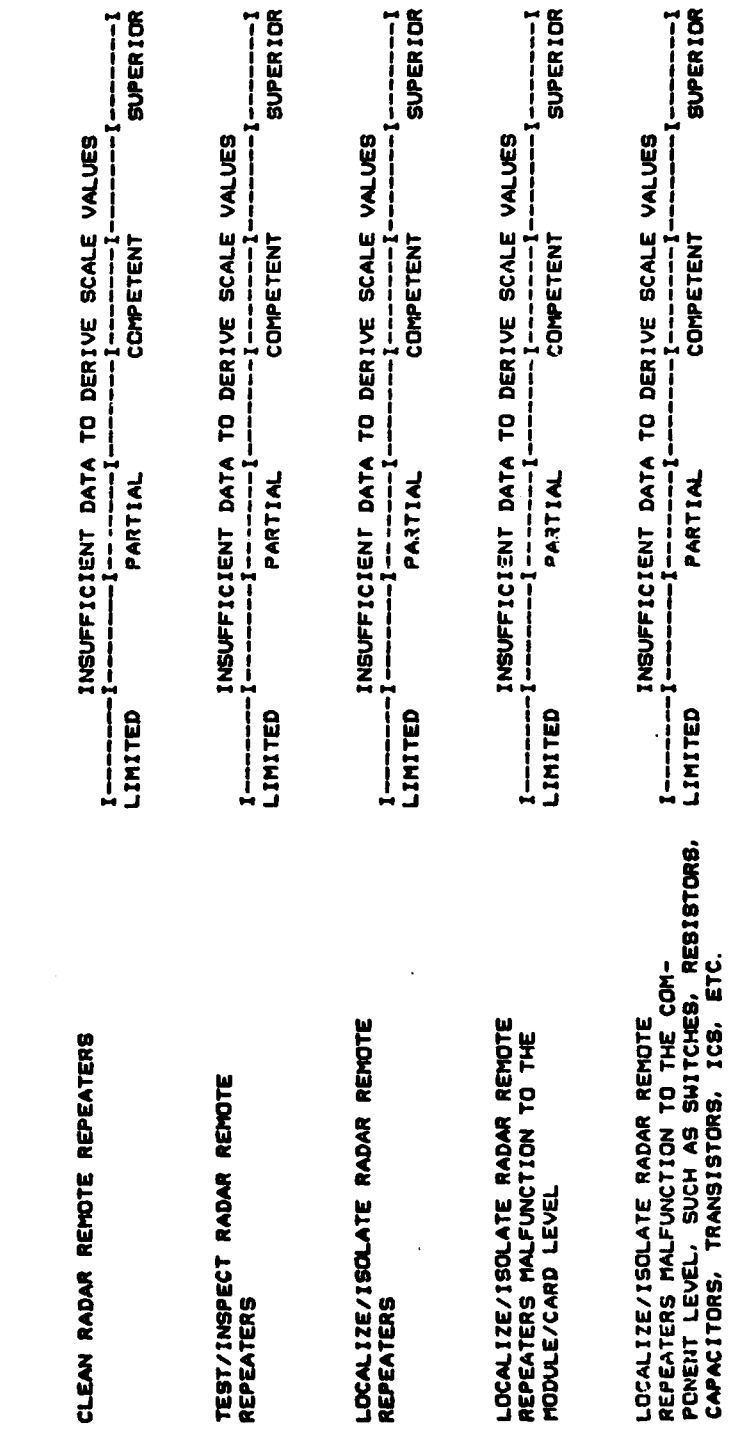 CLEAN RADAR REMOTE REPEATERS
INSUFFICIENT DATA TO DERIVE SCALE VALUES
I-------I-------I-------I-------I-------I-------I-------I
LIMITED PARTIAL COMPETENT SUPERIOR
TEST/INSPECT RADAR REMOTE
REPEATERS
INSUFFICIENT DATA TO DERIVE SCALE VALUES
I-------I-------I-------I-------I-------I-------I-------I
LIMITED PARTIAL COMPETENT SUPERIOR
LOCALIZE/ISOLATE RADAR REMOTE
REPEATERS
INSUFFICIENT DATA TO DERIVE SCALE VALUES
I-------I-------I-------I-------I-------I-------I-------I
LIMITED PARTIAL COMPETENT SUPERIOR
LOCALIZE/ISOLATE RADAR REMOTE
REPEATERS MALFUNCTION TO THE
MODULE/CARD LEVEL
INSUFFICIENT DATA TO DERIVE SCALE VALUES
I-------I-------I-------I-------I-------I-------I-------I
LIMITED PARTIAL COMPETENT SUPERIOR
LOCALIZE/ISOLATE RADAR REMOTE
REPEATERS MALFUNCTION TO THE COM-
PONENT LEVEL, SUCH AS SWITCHES, RESISTORS,
CAPACITORS, TRANSISTORS, ICS, ETC.
INSUFFICIENT DATA TO DERIVE SCALE VALUES
I-------I-------I-------I-------I-------I-------I-------I
LIMITED PARTIAL COMPETENT SUPERIOR